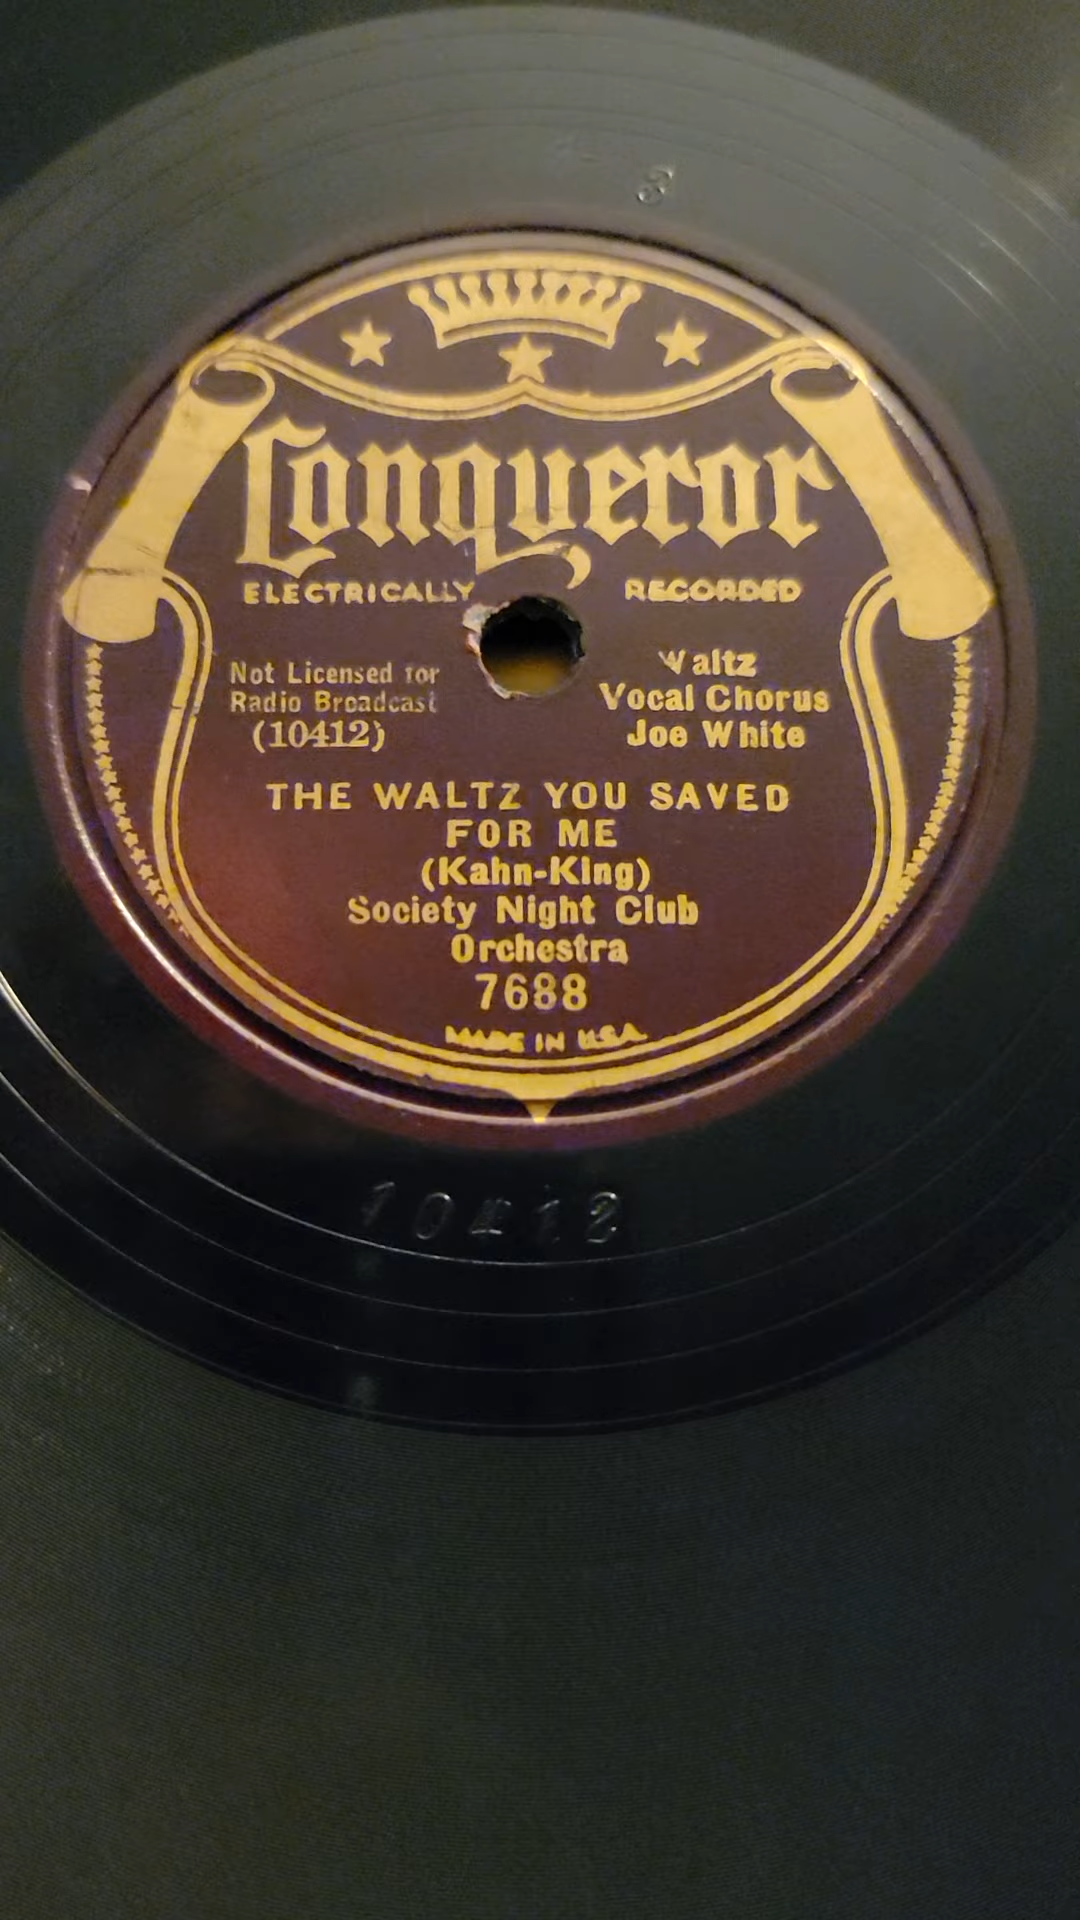 3
Conqueror
ELECTRICALLY RECORDED
Not Licensed for
Radio Broadcast
(10412)
Waltz
Vocal Chorus
Joe White
THE WALTZ YOU SAVED
FOR ME
(Kahn-King)
Society Night Club
Orchestra
7688
MADE IN U.S.A.
10412